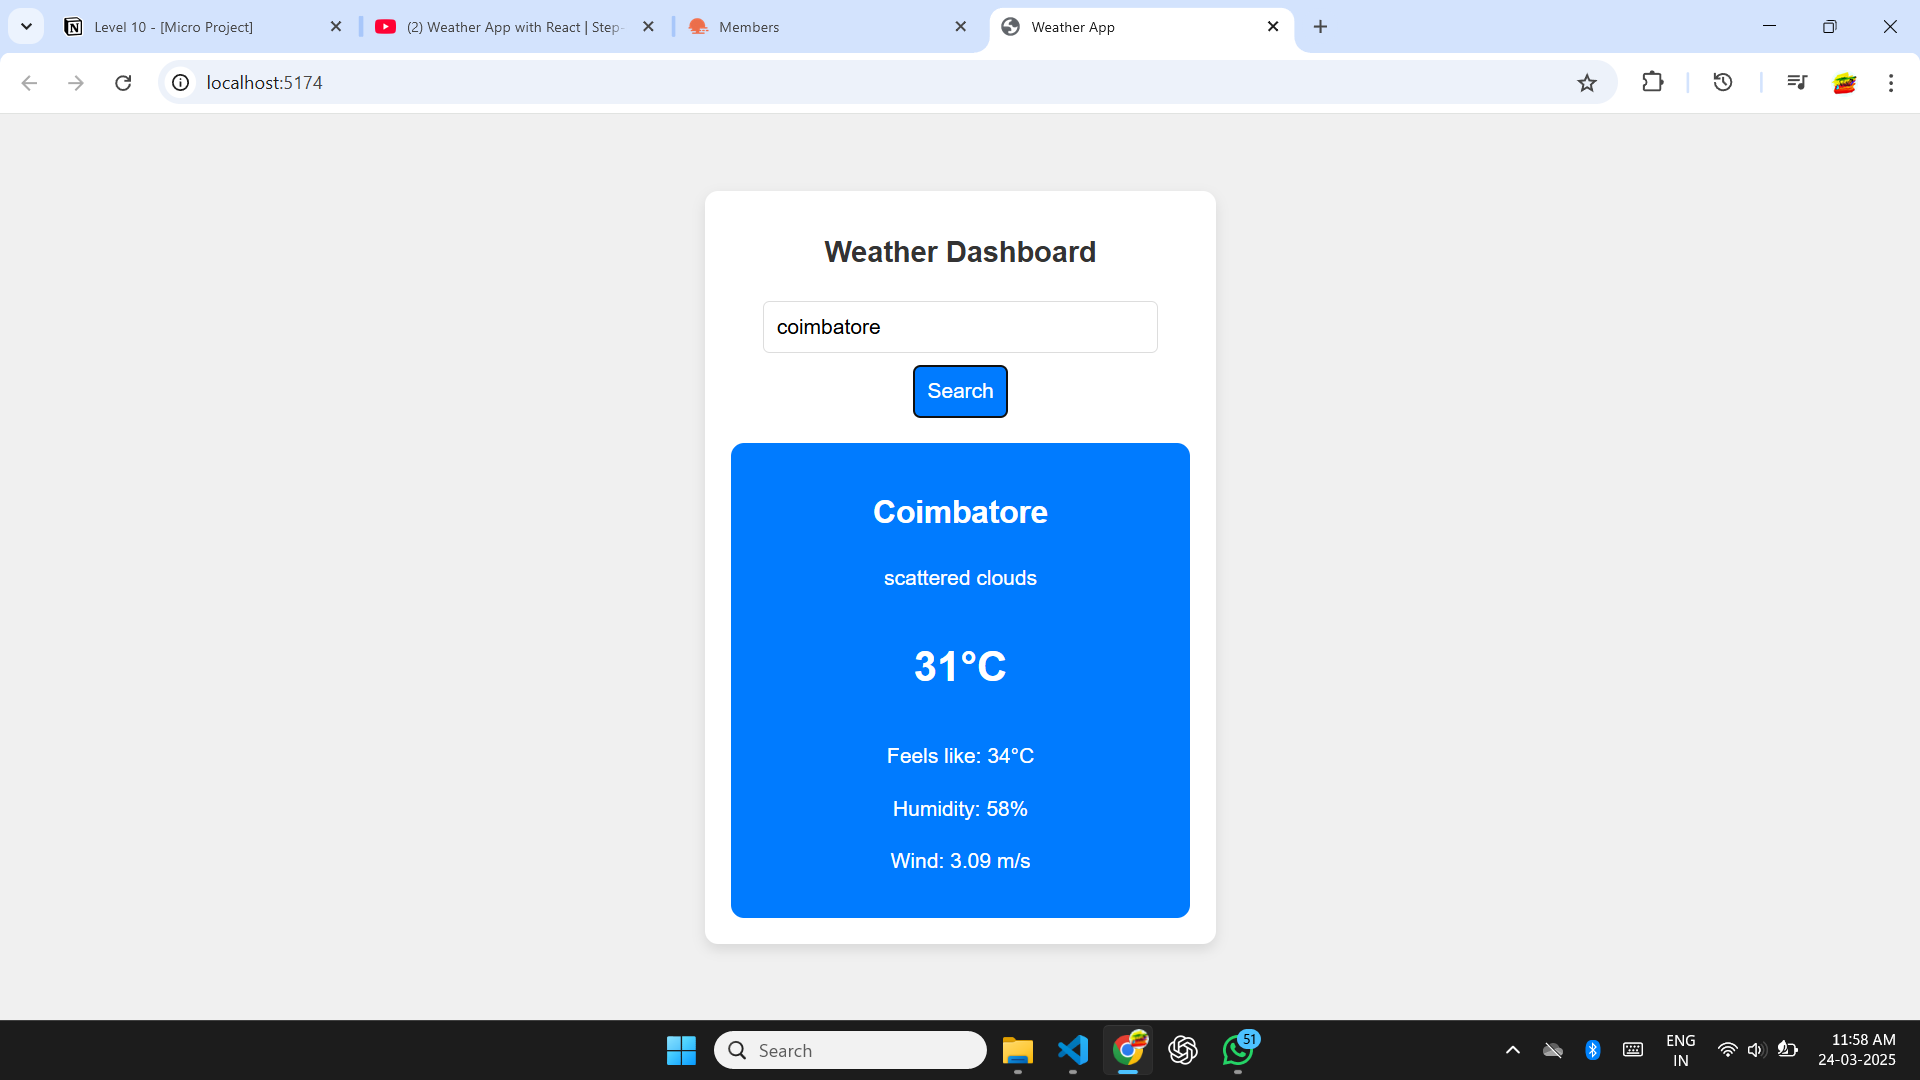 Level 10 - [Micro Project]
(2) Weather App with React | Step-
Members
Weather App
localhost:5174
Weather Dashboard
coimbatore
Search
Coimbatore
scattered clouds
31°C
Feels like: 34°C
Humidity: 58%
Wind: 3.09 m/s
Search
51
ENG
IN
11:58 AM
24-03-2025